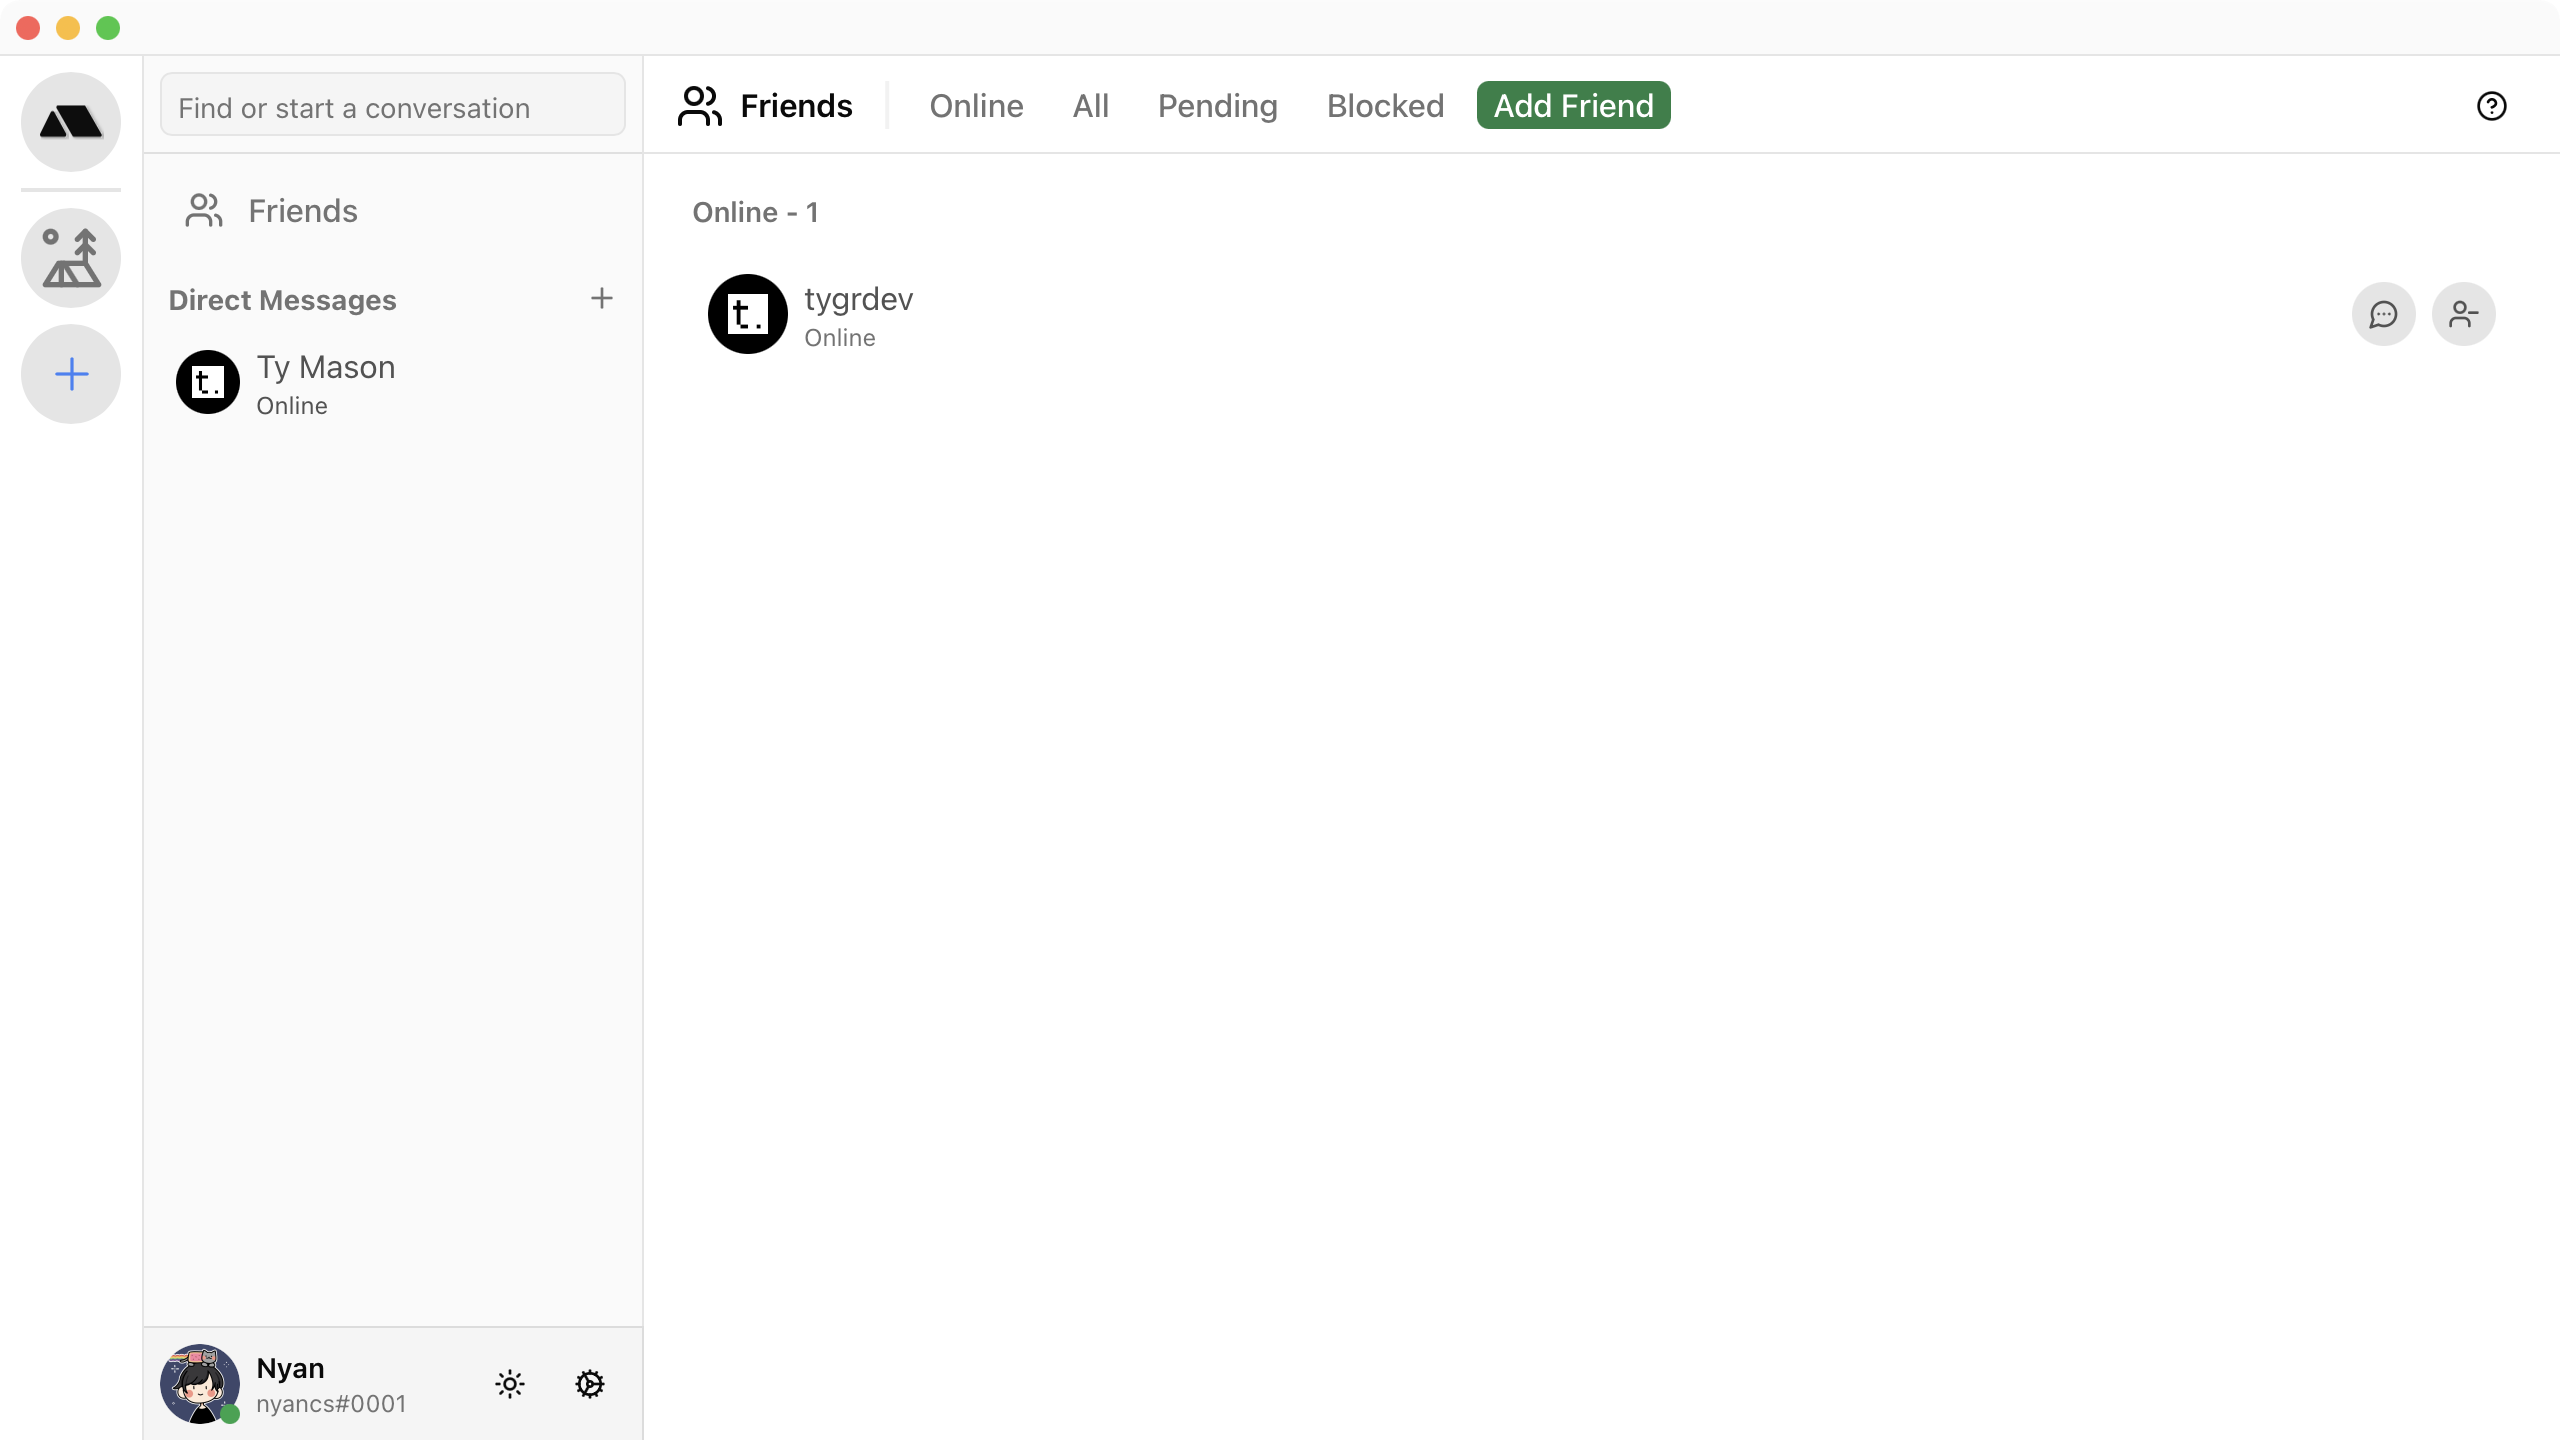 Find or start a conversation
Friends
Direct Messages
Ty Mason
Online
Nyan
nyancs#0001
Friends
Online
All
Pending
Blocked
Add Friend
Online - 1
t.
tygrdev
Online